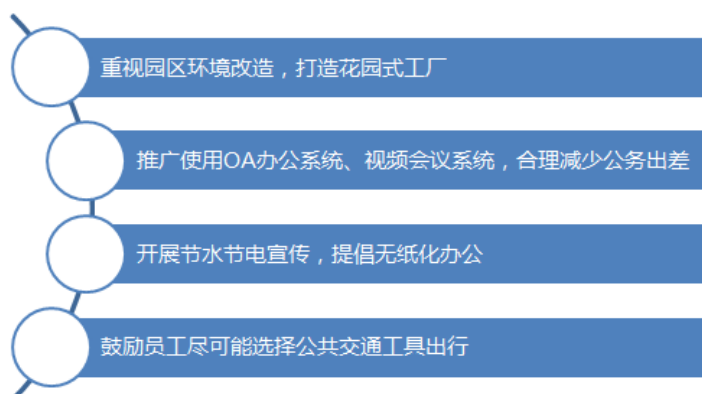 重视园区环境改造，打造花园式工厂
推广使用OA办公系统、视频会议系统，合理减少公务出差
开展节水节电宣传，提倡无纸化办公
鼓励员工尽可能选择公共交通工具出行